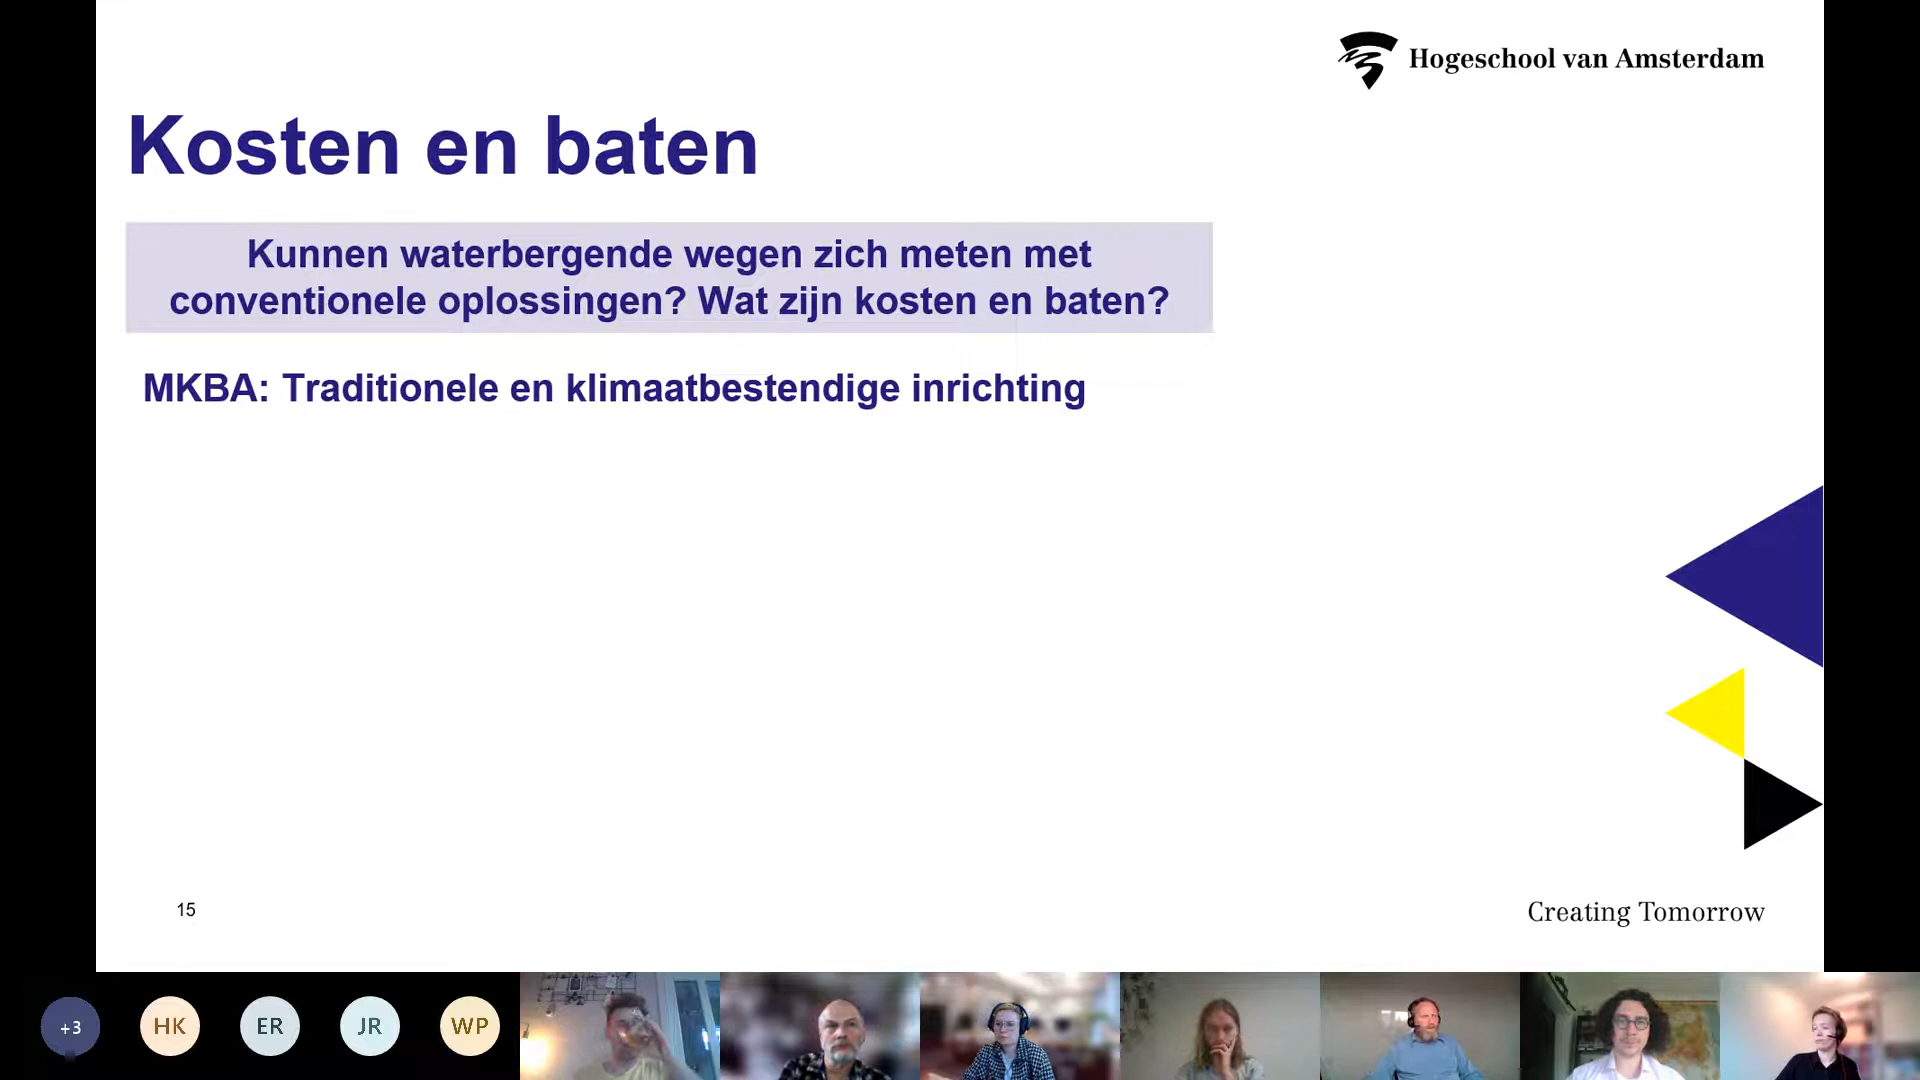 Hogeschool van Amsterdam
Kosten en baten
Kunnen waterbergende wegen zich meten met
conventionele oplossingen? Wat zijn kosten en baten?
MKBA: Traditionele en klimaatbestendige inrichting
15
Creating Tomorrow
+3
HK
ER
JR
WP